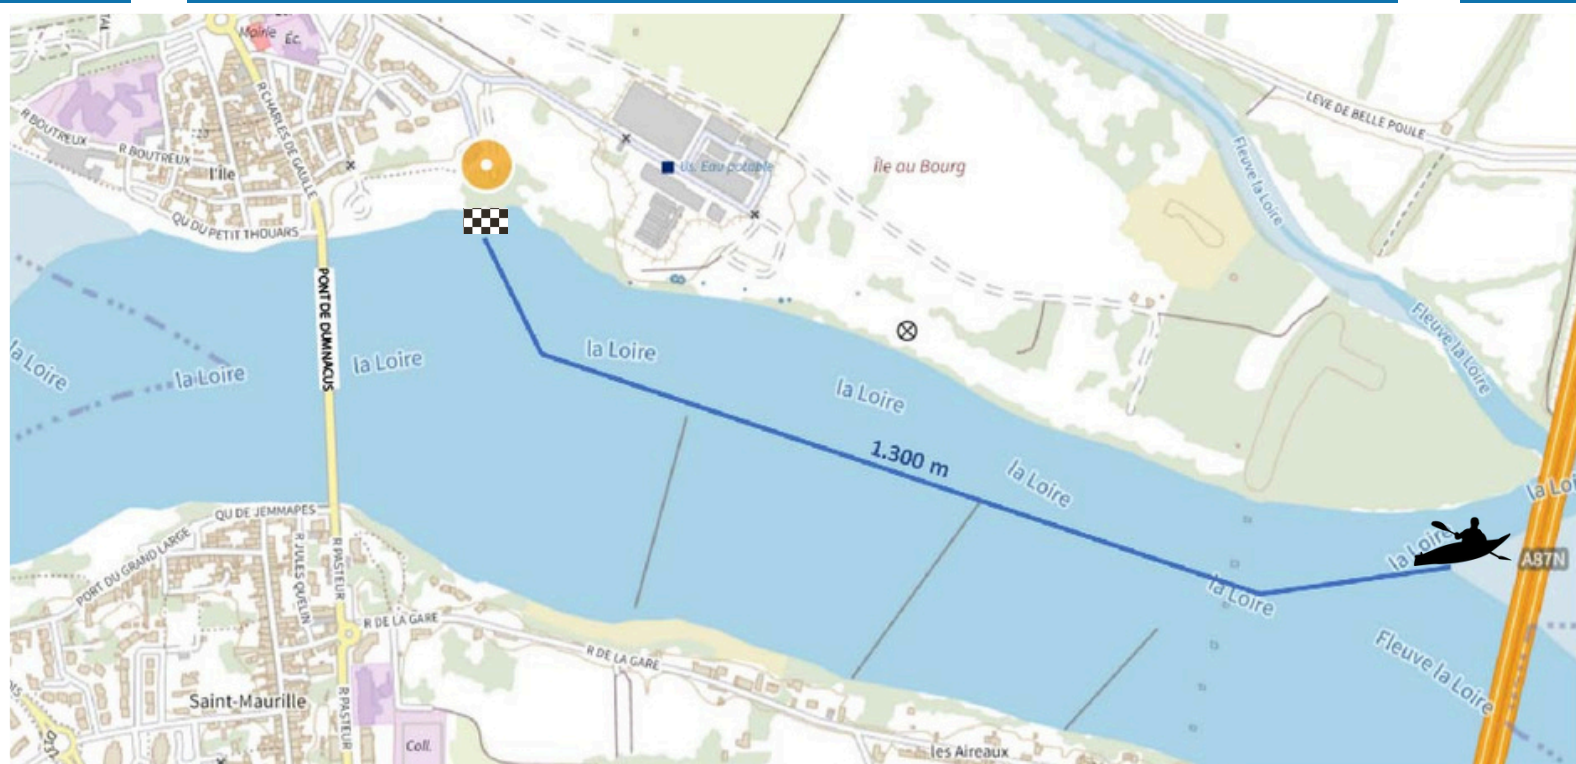 Mairie
Éc.
R CHARLES DE GAULLE
R BOUTREUX
R BOUTREUX
l'Île
QU DU PETIT THOUARS
Us. Eau potable
Île au Bourg
LEVE DE BELLE POULE
Fleuve la Loire
Fleuve la Loire
PONT DE DUMNACUS
la Loire
la Loire
la Loire
la Loire
la Loire
1.300 m
la Loire
la Loi
la Loire
A87N
la Loire
Fleuve la Loire
QU DE JEMMAPES
PORT DU GRAND LARGE
R JULES QUELIN
R PASTEUR
R DE LA GARE
R DE LA GARE
Saint-Maurille
R PASTEUR
Coll.
les Aireaux